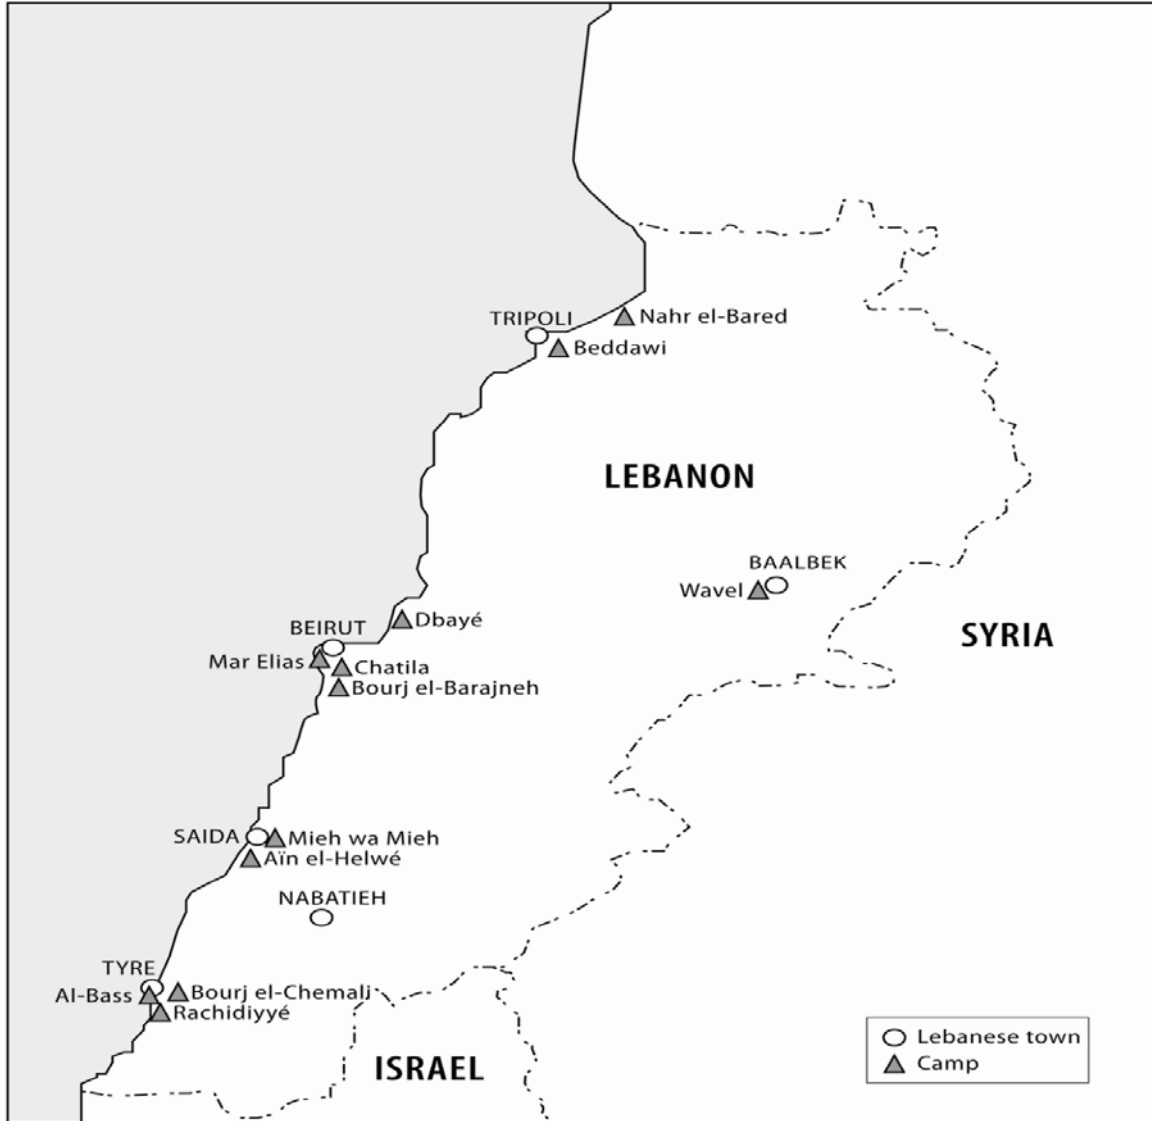 TRIPOLI
Nahr el-Bared
Beddawi
LEBANON
BAALBEK
Wavel
Dbayé
BEIRUT
SYRIA
Mar Elias
Chatila
Bourj el-Barajneh
SAIDA
Mieh wa Mieh
Aïn el-Helwé
NABATIEH
TYRE
Al-Bass
Bourj el-Chemali
Rachidiyyé
ISRAEL
Lebanese town
Camp